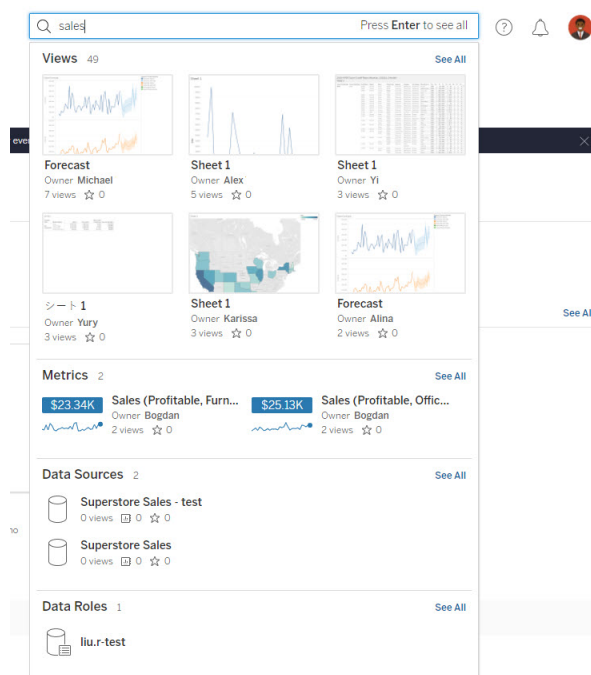 sales
Press Enter to see all
Views 49
See All
Forecast
Owner Michael
7 views 0
Sheet 1
Owner Alex
5 views 0
Sheet 1
Owner Yi
3 views 0
シート 1
Owner Yury
3 views 0
Sheet 1
Owner Karissa
3 views 0
Forecast
Owner Alina
2 views 0
See Al
Metrics 2
See All
$23.34K
Sales (Profitable, Furn...
Owner Bogdan
2 views 0
$25.13K
Sales (Profitable, Offic...
Owner Bogdan
2 views 0
Data Sources 2
See All
Superstore Sales - test
0 views 0 0
Superstore Sales
0 views 0 0
Data Roles 1
See All
liu.r-test